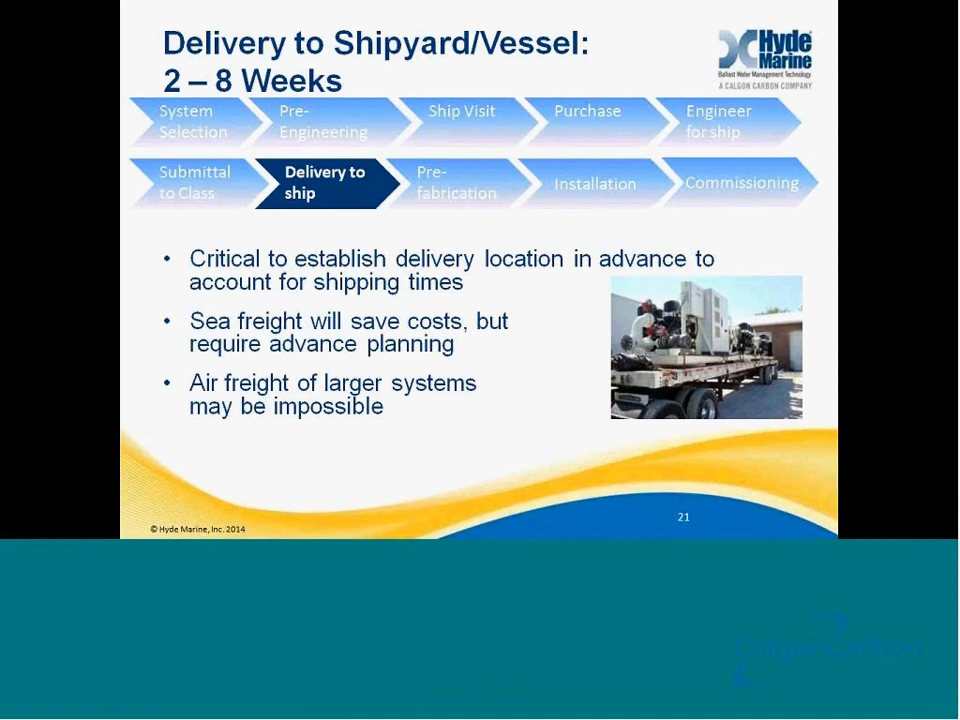 Delivery to Shipyard/Vessel:
2 – 8 Weeks
Hyde
Marine
Ballast Water Management Technology
A CALGON CARBON COMPANY
System
Selection
Pre-
Engineering
Ship Visit
Purchase
Engineer
for ship
Submittal
to Class
Delivery to
ship
Pre-
fabrication
Installation
Commissioning
• Critical to establish delivery location in advance to
account for shipping times
• Sea freight will save costs, but
require advance planning
• Air freight of larger systems
may be impossible
21
© Hyde Marine, Inc. 2014
CalgonCarbon